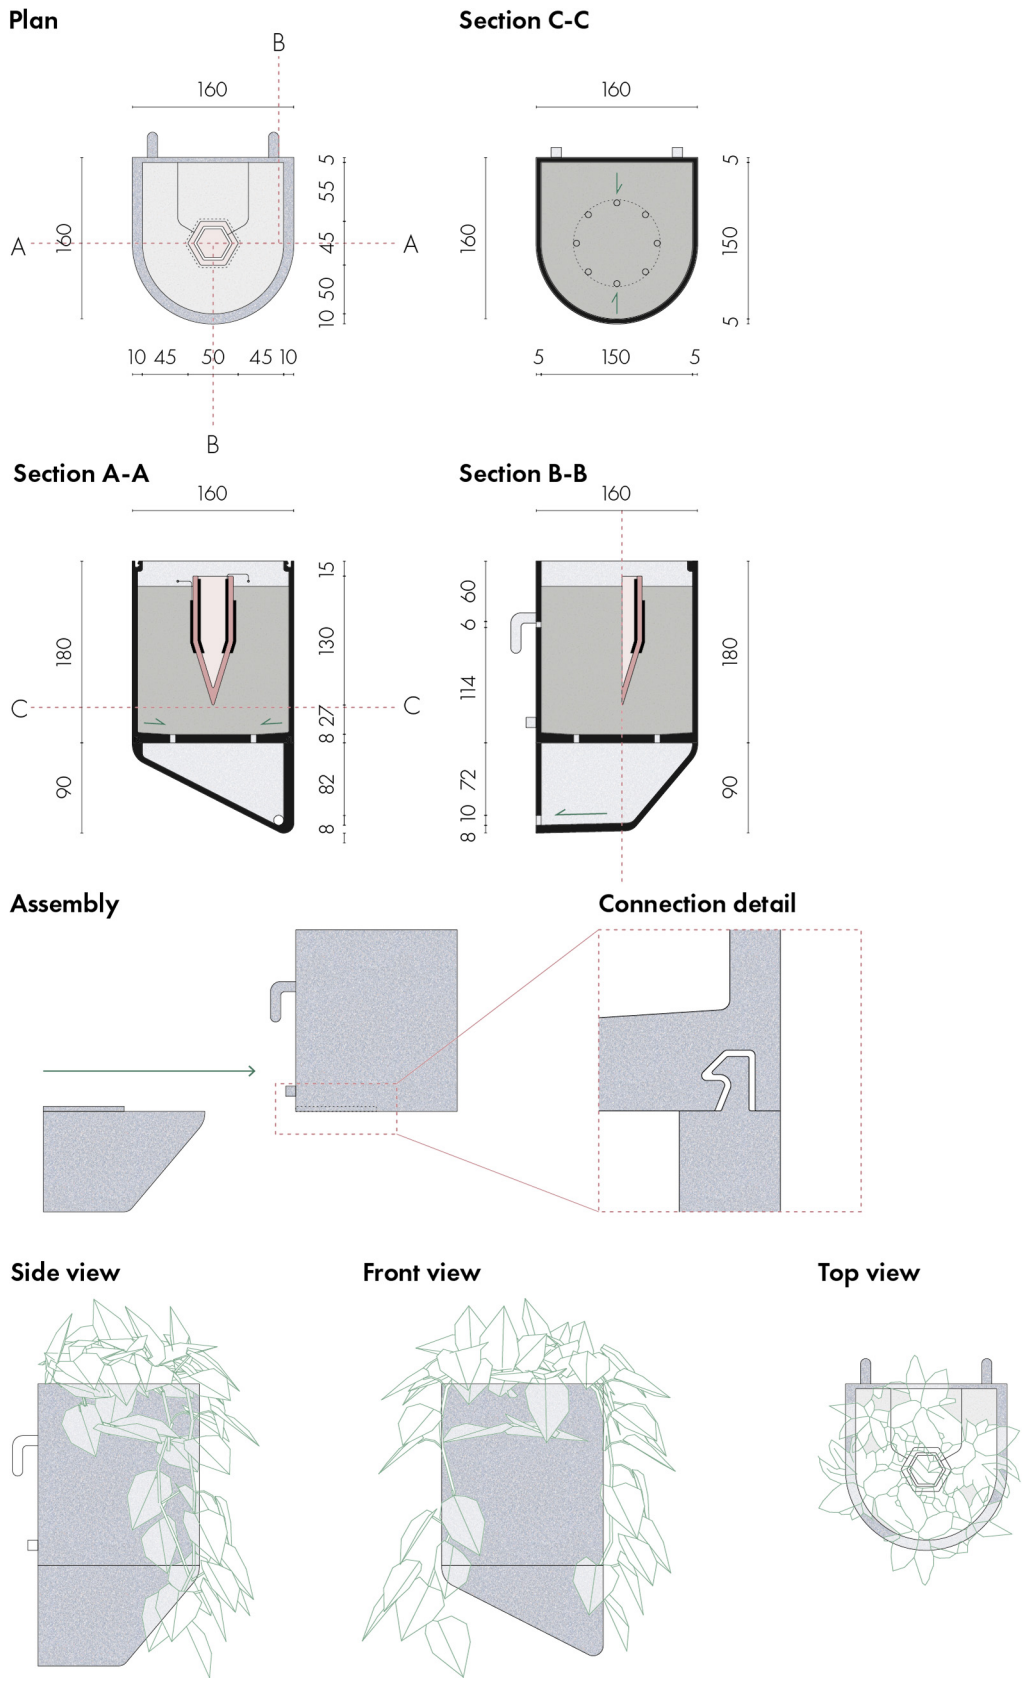 Plan
Section C-C
B
160
160
A
A
160
5
55
45
50
10
10 45 50 45 10
B
160
5
150
5
5 150 5
Section A-A
Section B-B
160
160
180
90
15
130
27
8
82
8
C
C
60
6
114
72
10
8
180
90
Assembly
Connection detail
Side view
Front view
Top view